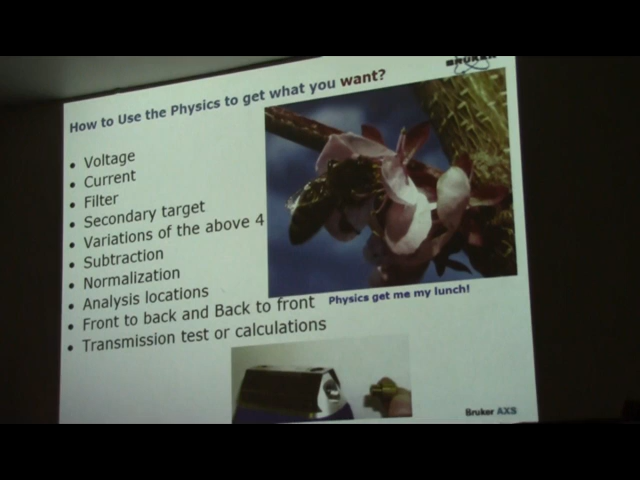 BRUKER
How to Use the Physics to get what you want?
• Voltage
• Current
• Filter
• Secondary target
• Variations of the above 4
• Subtraction
• Normalization
• Analysis locations
• Front to back and Back to front
Physics get me my lunch!
• Transmission test or calculations
Bruker AXS